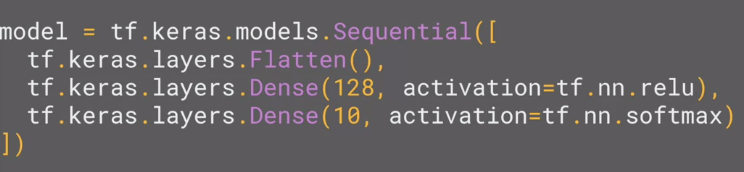 model = tf.keras.models.Sequential([
  tf.keras.layers.Flatten(),
  tf.keras.layers.Dense(128, activation=tf.nn.relu),
  tf.keras.layers.Dense(10, activation=tf.nn.softmax)
])